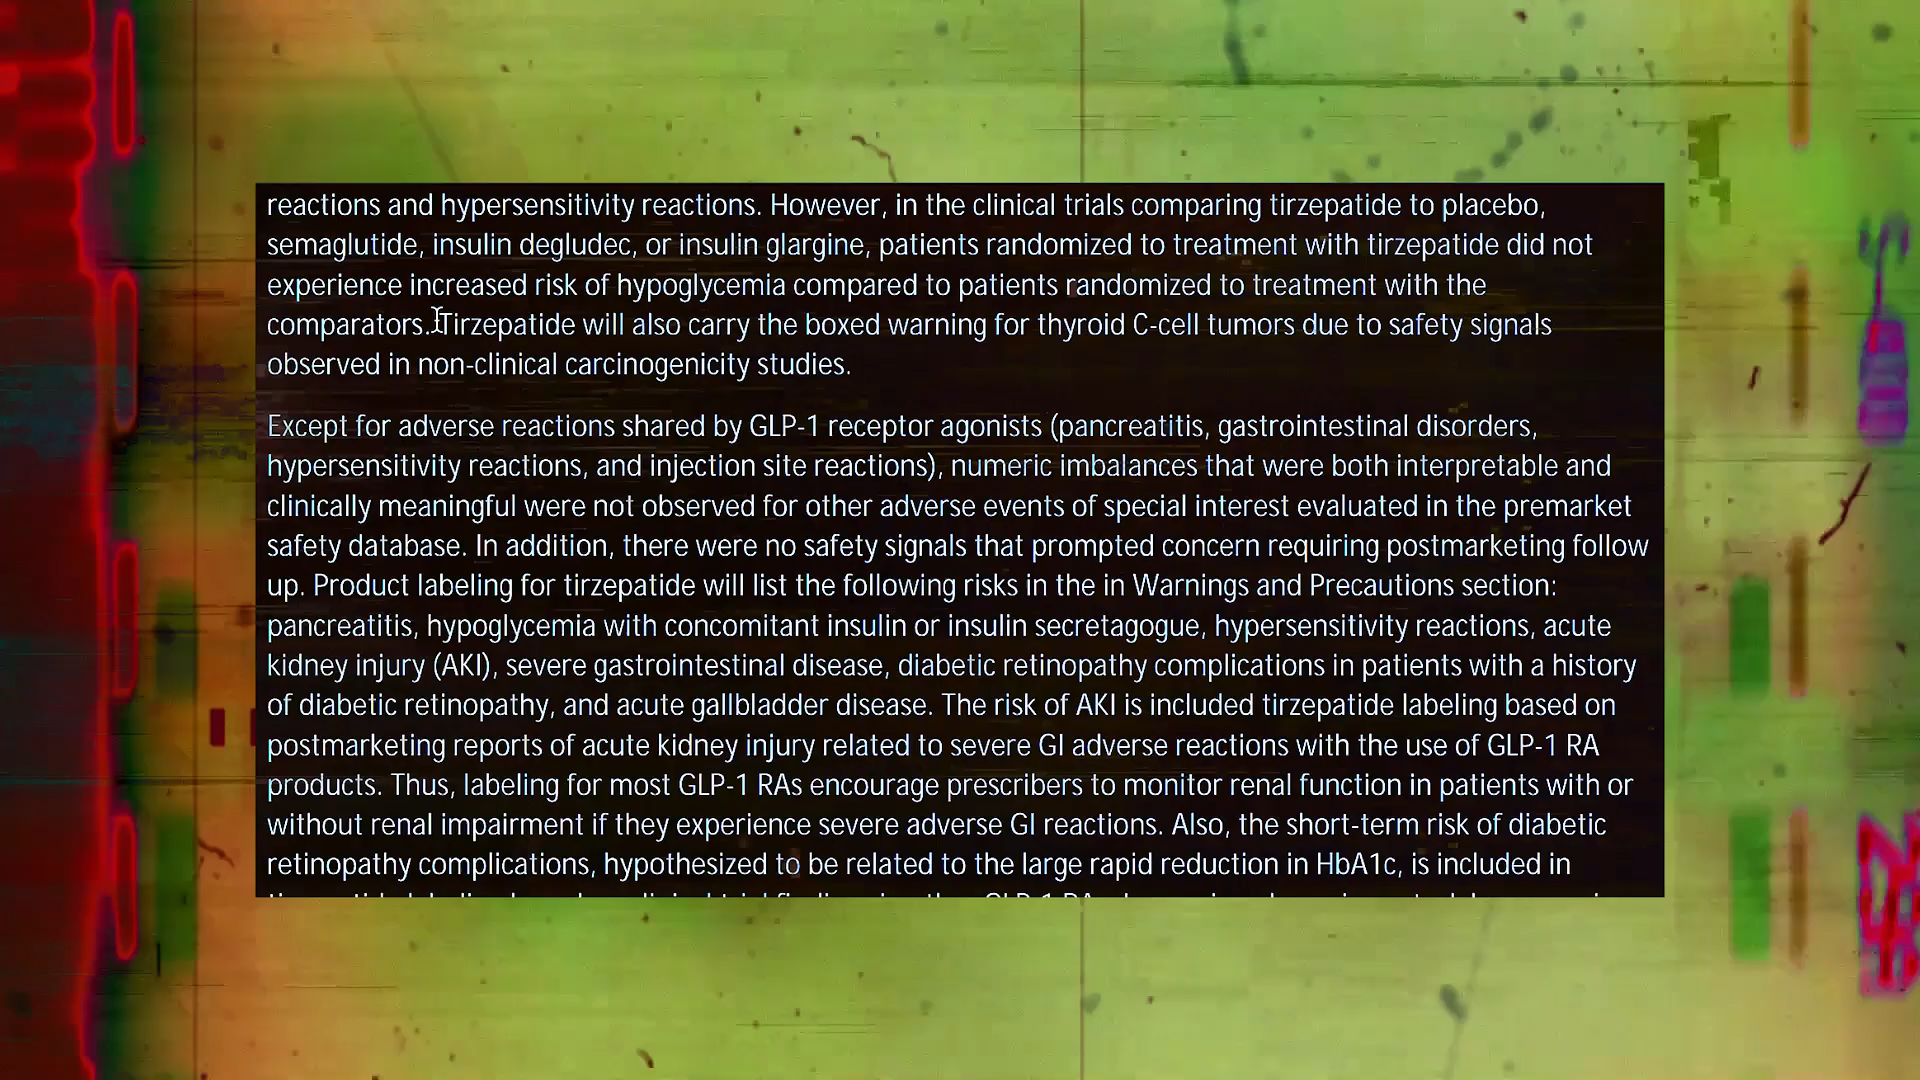 reactions and hypersensitivity reactions. However, in the clinical trials comparing tirzepatide to placebo,
semaglutide, insulin degludec, or insulin glargine, patients randomized to treatment with tirzepatide did not
experience increased risk of hypoglycemia compared to patients randomized to treatment with the
comparators. Tirzepatide will also carry the boxed warning for thyroid C-cell tumors due to safety signals
observed in non-clinical carcinogenicity studies.
Except for adverse reactions shared by GLP-1 receptor agonists (pancreatitis, gastrointestinal disorders,
hypersensitivity reactions, and injection site reactions), numeric imbalances that were both interpretable and
clinically meaningful were not observed for other adverse events of special interest evaluated in the premarket
safety database. In addition, there were no safety signals that prompted concern requiring postmarketing follow
up. Product labeling for tirzepatide will list the following risks in the in Warnings and Precautions section:
pancreatitis, hypoglycemia with concomitant insulin or insulin secretagogue, hypersensitivity reactions, acute
kidney injury (AKI), severe gastrointestinal disease, diabetic retinopathy complications in patients with a history
of diabetic retinopathy, and acute gallbladder disease. The risk of AKI is included tirzepatide labeling based on
postmarketing reports of acute kidney injury related to severe GI adverse reactions with the use of GLP-1 RA
products. Thus, labeling for most GLP-1 RAs encourage prescribers to monitor renal function in patients with or
without renal impairment if they experience severe adverse GI reactions. Also, the short-term risk of diabetic
retinopathy complications, hypothesized to be related to the large rapid reduction in HbA1c, is included in